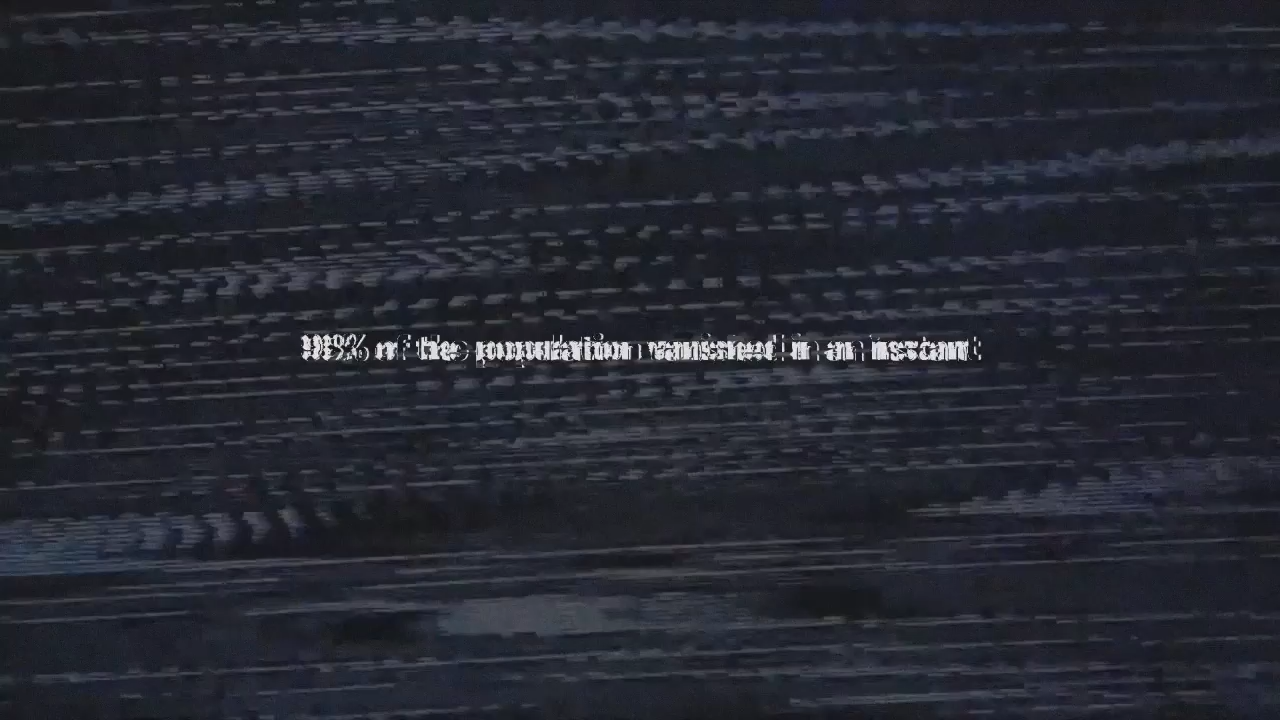 of the population vanished in an instant